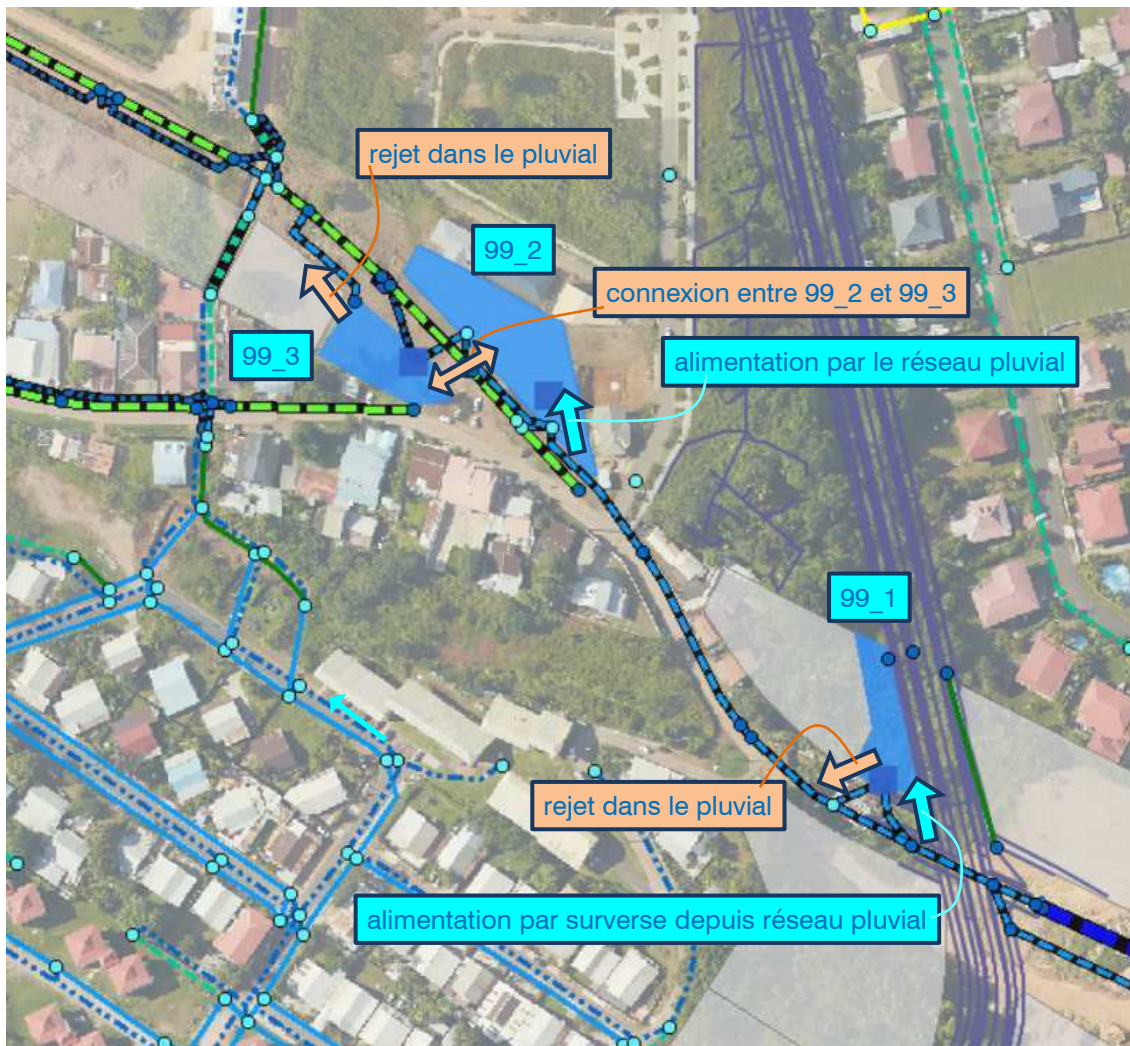 rejet dans le pluvial
99_2
connexion entre 99_2 et 99_3
99_3
alimentation par le réseau pluvial
99_1
rejet dans le pluvial
alimentation par surverse depuis réseau pluvial